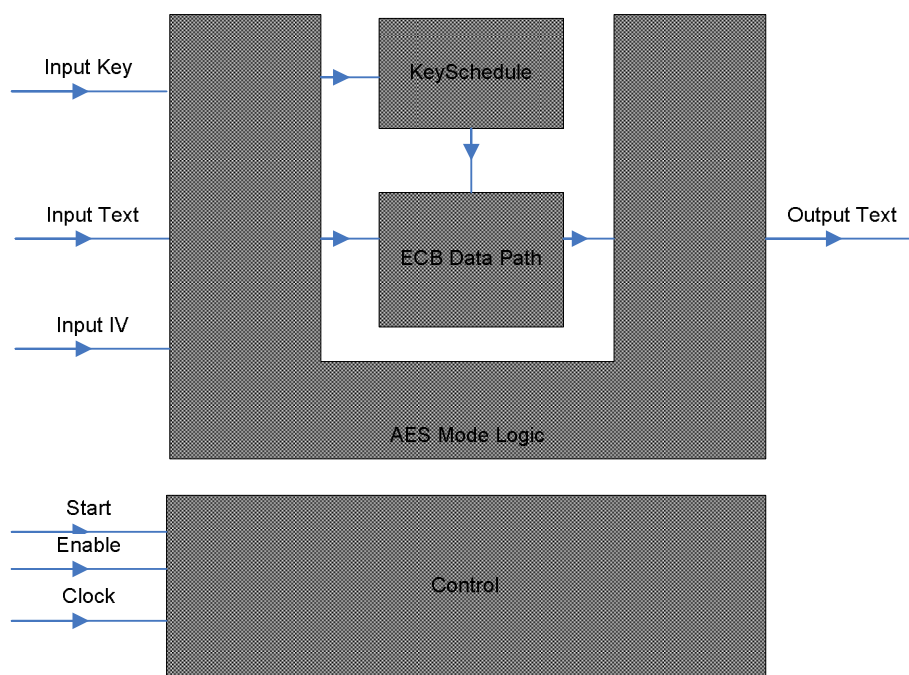 Input Key
KeySchedule
Input Text
Output Text
ECB Data Path
Input IV
AES Mode Logic
Start
Enable
Control
Clock